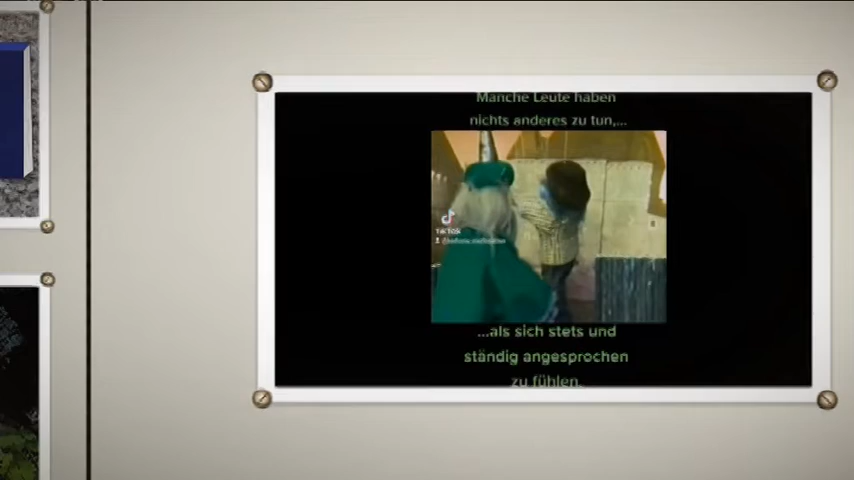 Manche Leute haben
nichts anderes zu tun,...
TikTok
...als sich stets und
ständig angesprochen
zu fühlen.